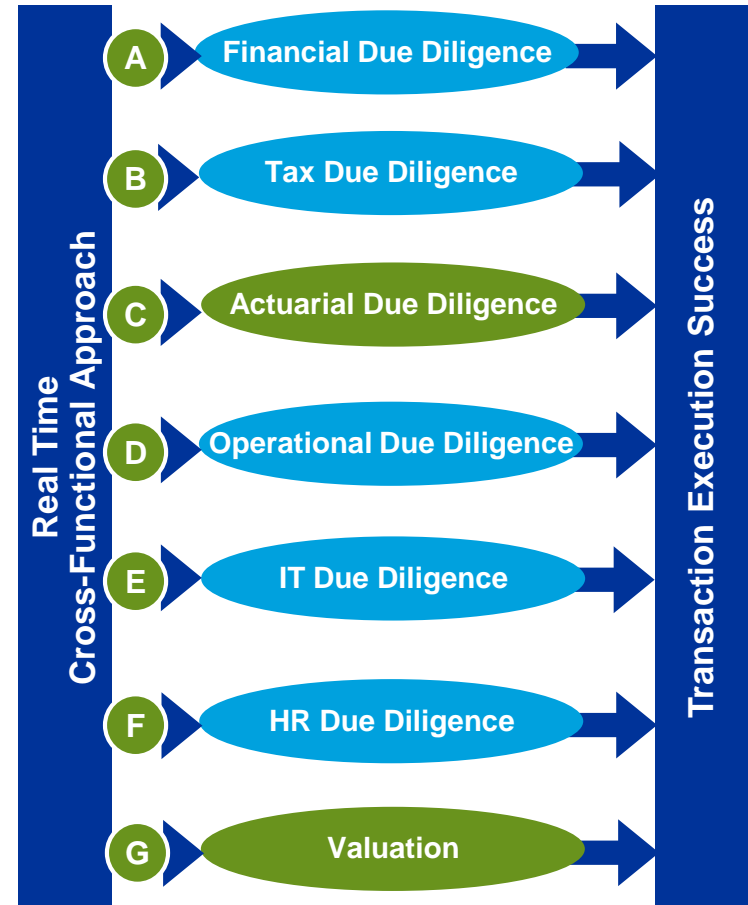 Real Time
Cross-Functional Approach
A
Financial Due Diligence
B
Tax Due Diligence
C
Actuarial Due Diligence
D
Operational Due Diligence
E
IT Due Diligence
F
HR Due Diligence
G
Valuation
Transaction Execution Success